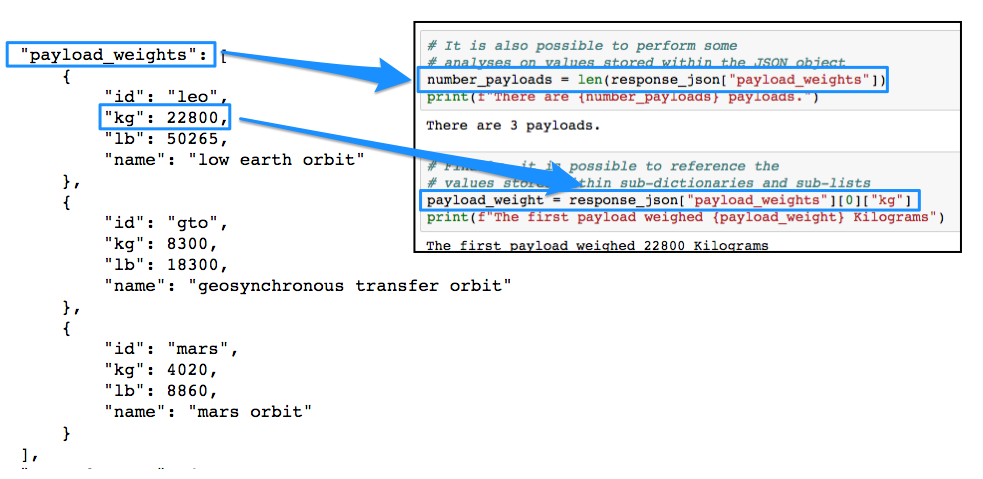 "payload_weights": [
    {
        "id": "leo",
        "kg": 22800,
        "lb": 50265,
        "name": "low earth orbit"
    },
    {
        "id": "gto",
        "kg": 8300,
        "lb": 18300,
        "name": "geosynchronous transfer orbit"
    },
    {
        "id": "mars",
        "kg": 4020,
        "lb": 8860,
        "name": "mars orbit"
    }
],
# It is also possible to perform some
# analyses on values stored within the JSON object
number_payloads = len(response_json["payload_weights"])
print(f"There are {number_payloads} payloads.")
There are 3 payloads.
# it is possible to reference the
# values within sub-dictionaries and sub-lists
payload_weight = response_json["payload_weights"][0]["kg"]
print(f"The first payload weighed {payload_weight} Kilograms")
The first payload weighed 22800 Kilograms